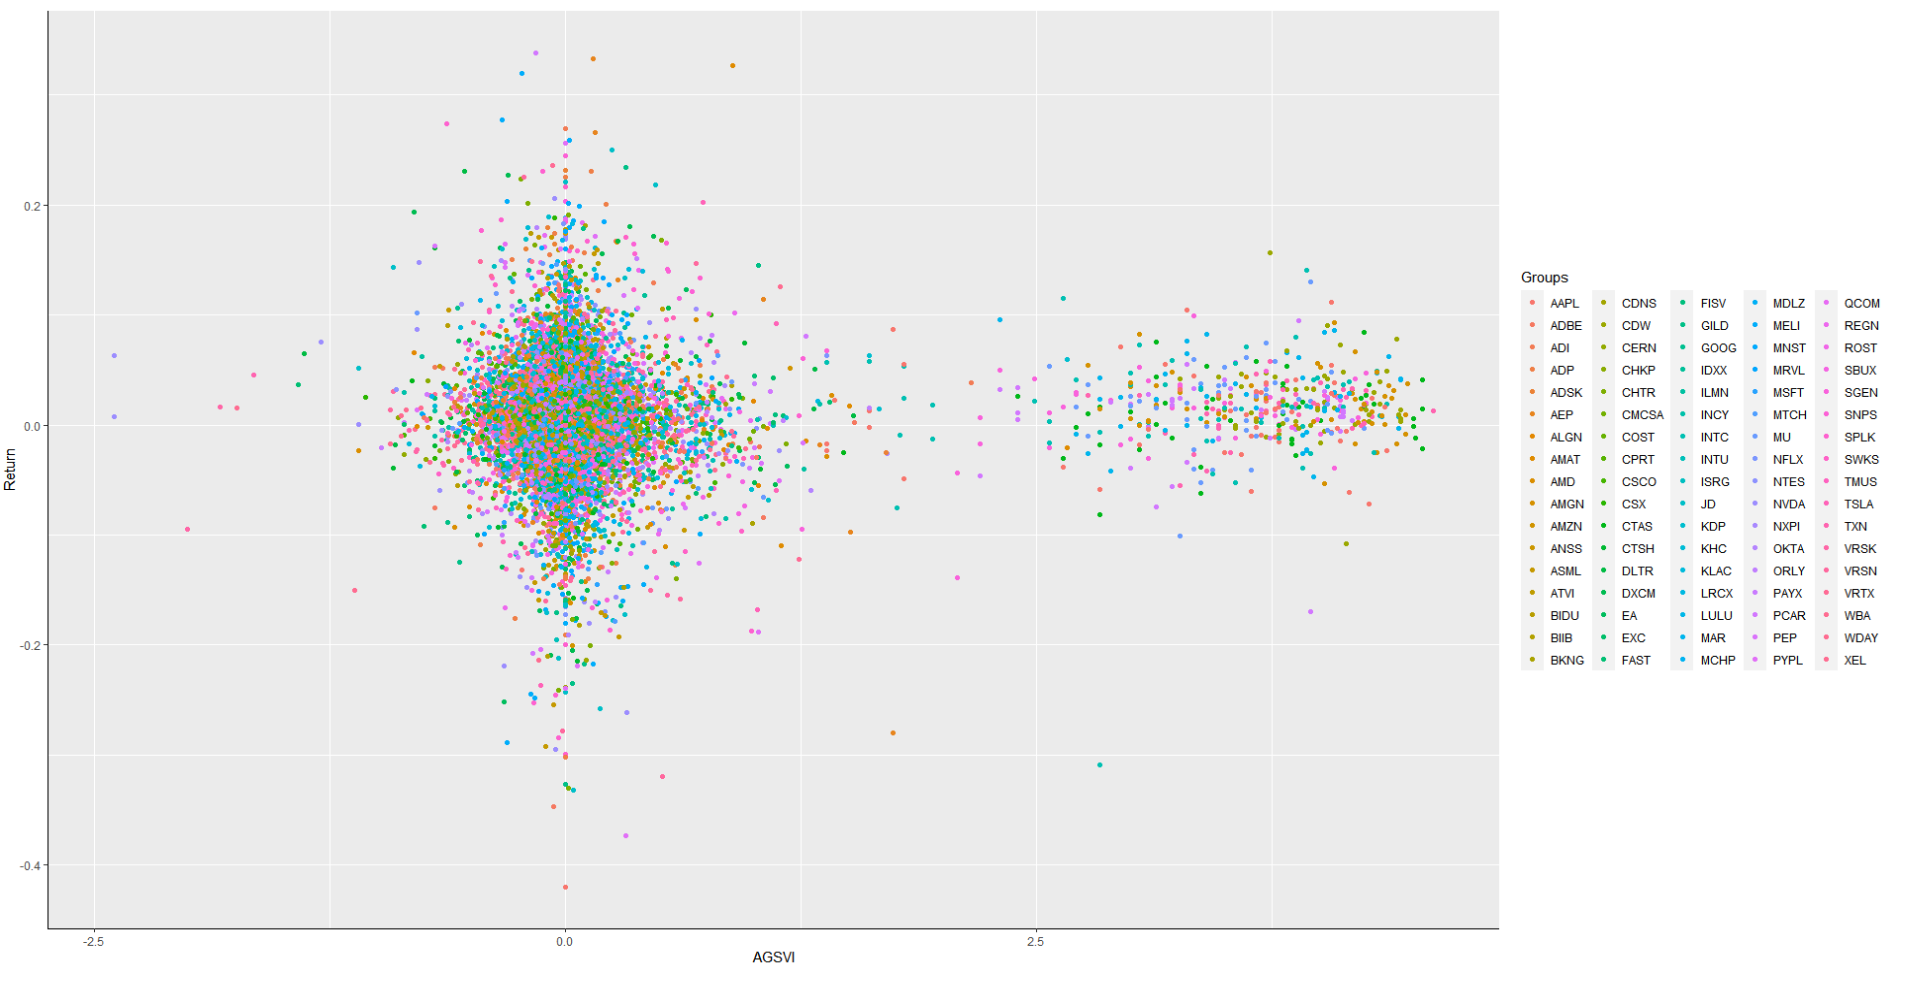 0.2
0.0
-0.2
-0.4
Return
-2.5 0.0 2.5
AGSVI
Groups
AAPL CDNS FISV MDLZ QCOM
ADBE CDW GILD MELI REGN
ADI CERN GOOG MNST ROST
ADP CHKP IDXX MRVL SBUX
ADSK CHTR ILMN MSFT SGEN
AEP CMCSA INCY MTCH SNPS
ALGN COST INTC MU SPLK
AMAT CPRT INTU NFLX SWKS
AMD CSCO ISRG NTES TMUS
AMGN CSX JD NVDA TSLA
AMZN CTAS KDP NXPI TXN
ANSS CTSH KHC OKTA VRSK
ASML DLTR KLAC ORLY VRSN
ATVI DXCM LRCX PAYX VRTX
BIDU EA LULU PCAR WBA
BIIB EXC MAR PEP WDAY
BKNG FAST MCHP PYPL XEL